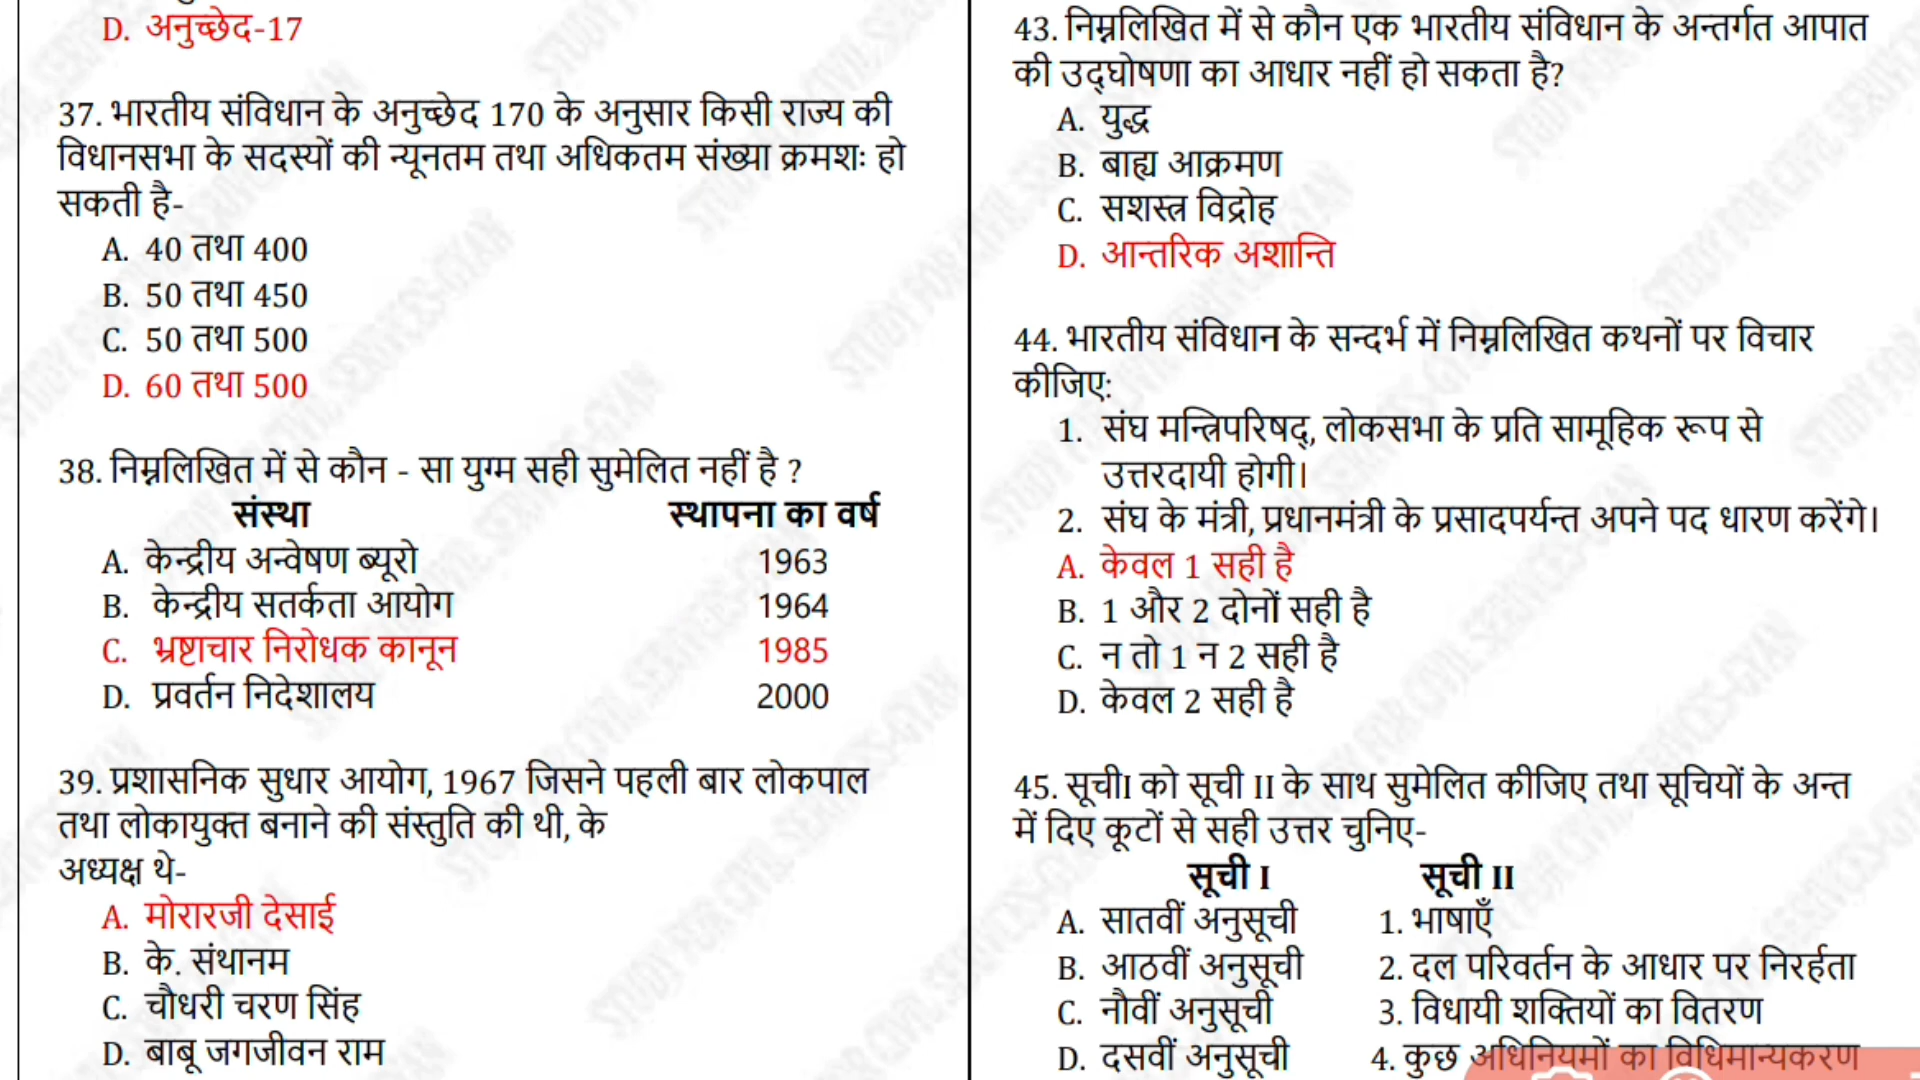 D. अनुच्छेद-17
37. भारतीय संविधान के अनुच्छेद 170 के अनुसार किसी राज्य की
विधानसभा के सदस्यों की न्यूनतम तथा अधिकतम संख्या क्रमशः हो
सकती है-
A. 40 तथा 400
B. 50 तथा 450
C. 50 तथा 500
D. 60 तथा 500
38. निम्नलिखित में से कौन - सा युग्म सही सुमेलित नहीं है ?
संस्था स्थापना का वर्ष
A. केन्द्रीय अन्वेषण ब्यूरो 1963
B. केन्द्रीय सतर्कता आयोग 1964
C. भ्रष्टाचार निरोधक कानून 1985
D. प्रवर्तन निदेशालय 2000
39. प्रशासनिक सुधार आयोग, 1967 जिसने पहली बार लोकपाल
तथा लोकायुक्त बनाने की संस्तुति की थी, के
अध्यक्ष थे-
A. मोरारजी देसाई
B. के. संथानम
C. चौधरी चरण सिंह
D. बाबू जगजीवन राम
43. निम्नलिखित में से कौन एक भारतीय संविधान के अन्तर्गत आपात
की उद्घोषणा का आधार नहीं हो सकता है?
A. युद्ध
B. बाह्य आक्रमण
C. सशस्त्र विद्रोह
D. आन्तरिक अशान्ति
44. भारतीय संविधान के सन्दर्भ में निम्नलिखित कथनों पर विचार
कीजिए:
1. संघ मन्त्रिपरिषद्, लोकसभा के प्रति सामूहिक रूप से
उत्तरदायी होगी।
2. संघ के मंत्री, प्रधानमंत्री के प्रसादपर्यन्त अपने पद धारण करेंगे।
A. केवल 1 सही है
B. 1 और 2 दोनों सही है
C. न तो 1 न 2 सही है
D. केवल 2 सही है
45. सूचीI को सूची II के साथ सुमेलित कीजिए तथा सूचियों के अन्त
में दिए कूटों से सही उत्तर चुनिए-
सूची I सूची II
A. सातवीं अनुसूची 1. भाषाएँ
B. आठवीं अनुसूची 2. दल परिवर्तन के आधार पर निरर्हता
C. नौवीं अनुसूची 3. विधायी शक्तियों का वितरण
D. दसवीं अनुसूची 4. कुछ अधिनियमों का विधिमान्यकरण
STUDY FOR CIVIL SERVICES-GYAN